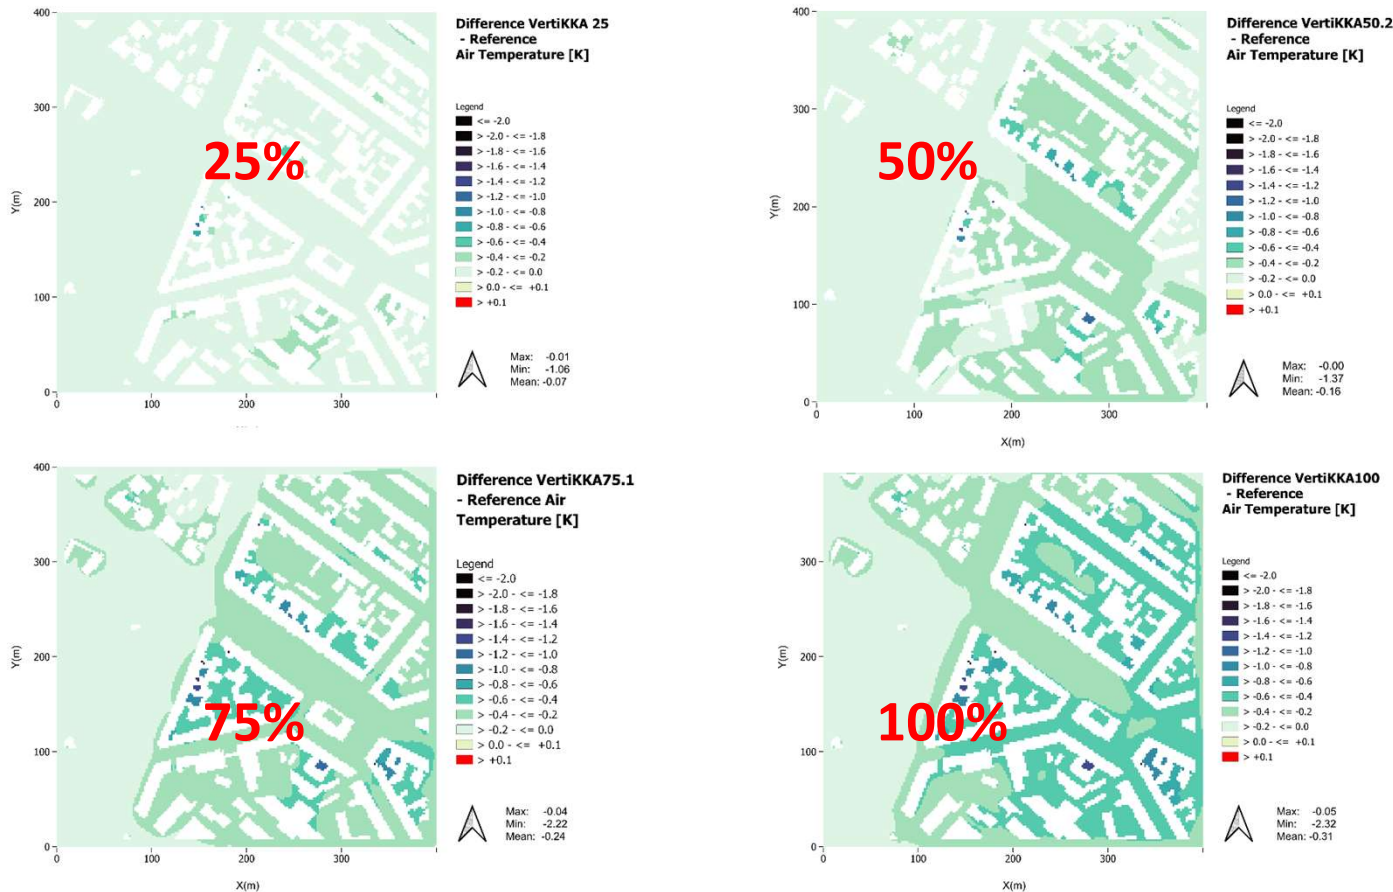 400
300
200
100
0
Y(m)
0
100
200
300
25%
Difference VertiKKA 25
- Reference
Air Temperature [K]
Legend
<= -2.0
> -2.0 - <= -1.8
> -1.8 - <= -1.6
> -1.6 - <= -1.4
> -1.4 - <= -1.2
> -1.2 - <= -1.0
> -1.0 - <= -0.8
> -0.8 - <= -0.6
> -0.6 - <= -0.4
> -0.4 - <= -0.2
> -0.2 - <= 0.0
> 0.0 - <= +0.1
> +0.1
Max: -0.01
Min: -1.06
Mean: -0.07
400
300
200
100
0
Y(m)
0
100
200
300
X(m)
50%
Difference VertiKKA50.2
- Reference
Air Temperature [K]
Legend
<= -2.0
> -2.0 - <= -1.8
> -1.8 - <= -1.6
> -1.6 - <= -1.4
> -1.4 - <= -1.2
> -1.2 - <= -1.0
> -1.0 - <= -0.8
> -0.8 - <= -0.6
> -0.6 - <= -0.4
> -0.4 - <= -0.2
> -0.2 - <= 0.0
> 0.0 - <= +0.1
> +0.1
Max: -0.00
Min: -1.37
Mean: -0.16
400
300
200
100
0
Y(m)
0
100
200
300
X(m)
75%
Difference VertiKKA75.1
- Reference Air
Temperature [K]
Legend
<= -2.0
> -2.0 - <= -1.8
> -1.8 - <= -1.6
> -1.6 - <= -1.4
> -1.4 - <= -1.2
> -1.2 - <= -1.0
> -1.0 - <= -0.8
> -0.8 - <= -0.6
> -0.6 - <= -0.4
> -0.4 - <= -0.2
> -0.2 - <= 0.0
> 0.0 - <= +0.1
> +0.1
Max: -0.04
Min: -2.22
Mean: -0.24
400
300
200
100
0
Y(m)
0
100
200
300
X(m)
100%
Difference VertiKKA100
- Reference
Air Temperature [K]
Legend
<= -2.0
> -2.0 - <= -1.8
> -1.8 - <= -1.6
> -1.6 - <= -1.4
> -1.4 - <= -1.2
> -1.2 - <= -1.0
> -1.0 - <= -0.8
> -0.8 - <= -0.6
> -0.6 - <= -0.4
> -0.4 - <= -0.2
> -0.2 - <= 0.0
> 0.0 - <= +0.1
> +0.1
Max: -0.05
Min: -2.32
Mean: -0.31